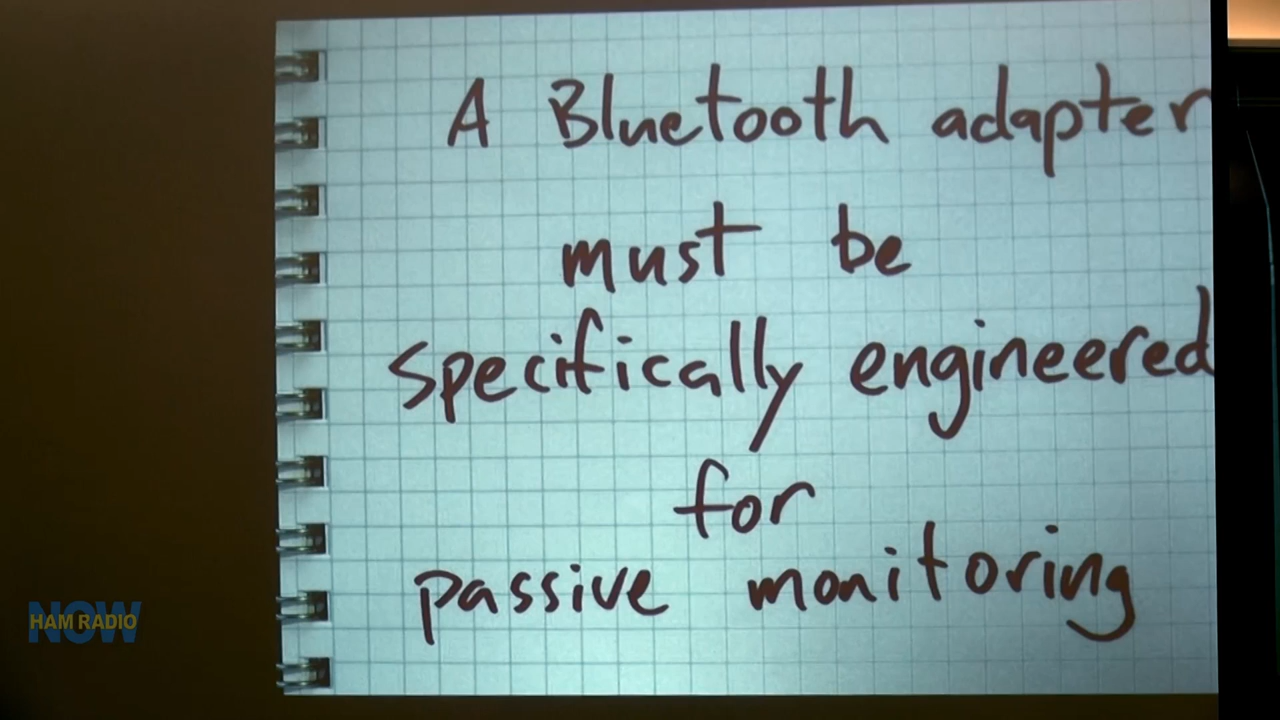 A Bluetooth adapter
must be
specifically engineered
for
passive monitoring
NOW
HAM RADIO